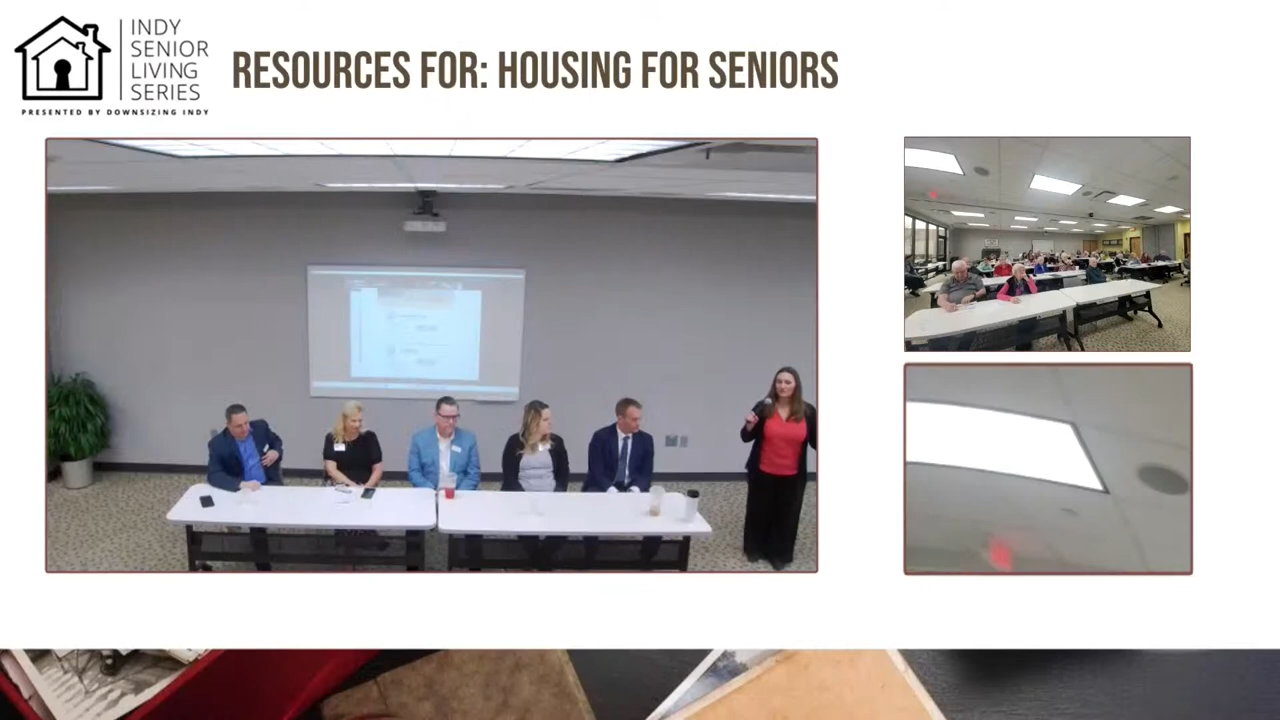 INDY
SENIOR
LIVING
SERIES
PRESENTED BY DOWNSIZING INDY
RESOURCES FOR: HOUSING FOR SENIORS